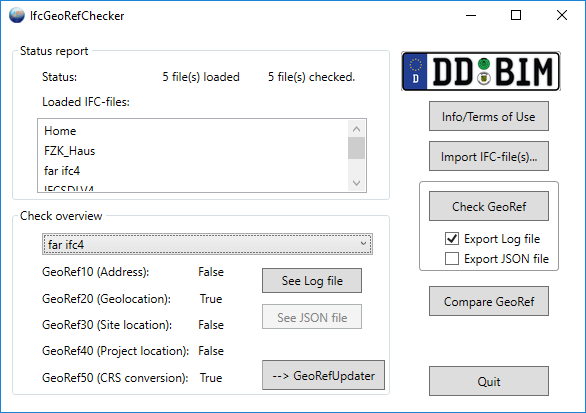 IfcGeoRefChecker
Status report
Status: 5 file(s) loaded 5 file(s) checked.
Loaded IFC-files:
Home
FZK_Haus
far ifc4
Check overview
far ifc4
GeoRef10 (Address): False
GeoRef20 (Geolocation): True
GeoRef30 (Site location): False
GeoRef40 (Project location): False
GeoRef50 (CRS conversion): True
See Log file
See JSON file
--> GeoRefUpdater
D
DD BIM
Info/Terms of Use
Import IFC-file(s)...
Check GeoRef
Export Log file
Export JSON file
Compare GeoRef
Quit